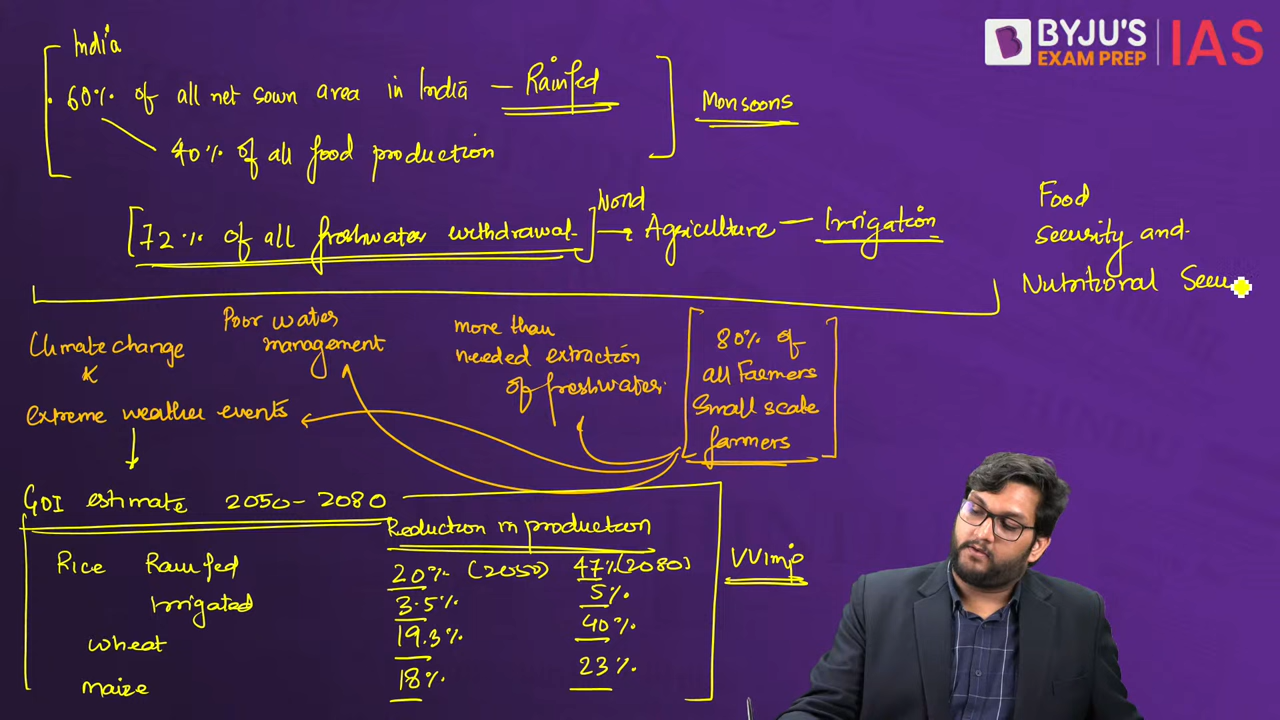 India
60% of all net sown area in India – Rainfed
40% of all food production
Monsoons
BYJU'S
EXAM PREP
IAS
[72% of all freshwater withdrawal] World → Agriculture – Irrigation
Food
security and
Nutritional Secu
Climate change
extreme weather events
Poor water
management
more than
needed extraction
of freshwater.
80% of
all Farmers
Small scale
farmers
GOI estimate 2050-2080
Reduction in production
Rice Rainfed 20% (2050) 47% (2080)
Irrigated 3.5% 5%
wheat 19.3% 40%
maize 18% 23%
VVImp